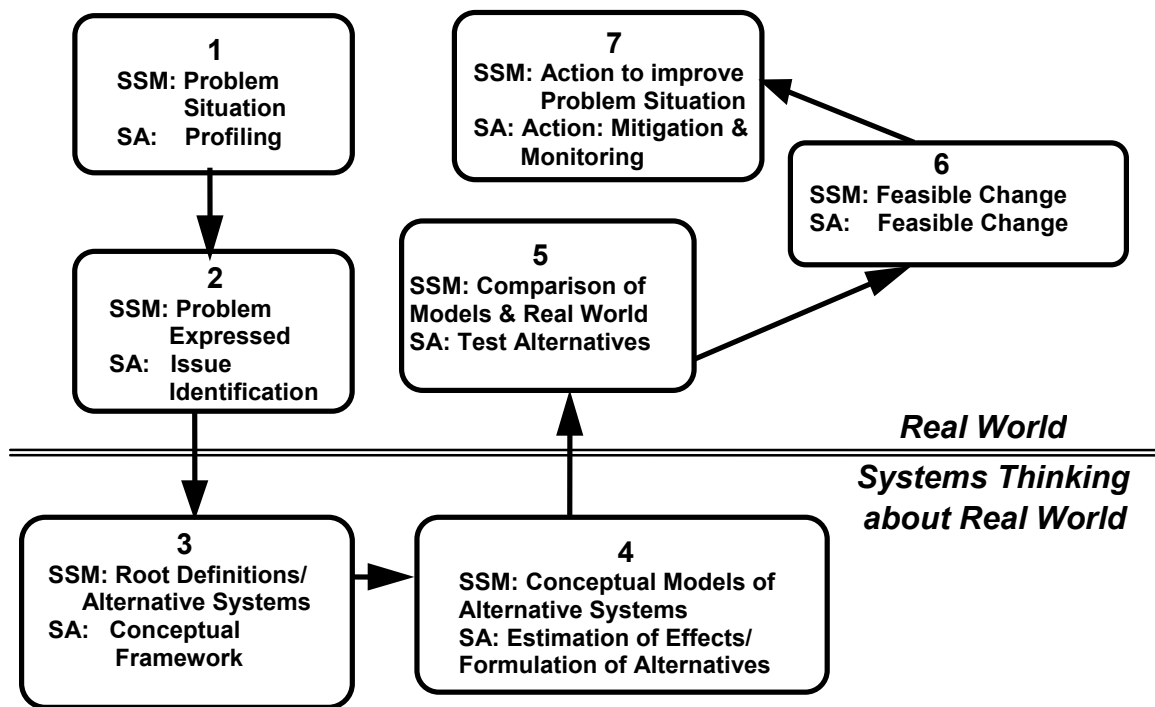 1
SSM: Problem
Situation
SA: Profiling
2
SSM: Problem
Expressed
SA: Issue
Identification
3
SSM: Root Definitions/
Alternative Systems
SA: Conceptual
Framework
4
SSM: Conceptual Models of
Alternative Systems
SA: Estimation of Effects/
Formulation of Alternatives
5
SSM: Comparison of
Models & Real World
SA: Test Alternatives
6
SSM: Feasible Change
SA: Feasible Change
7
SSM: Action to improve
Problem Situation
SA: Action: Mitigation &
Monitoring
Real World
Systems Thinking
about Real World